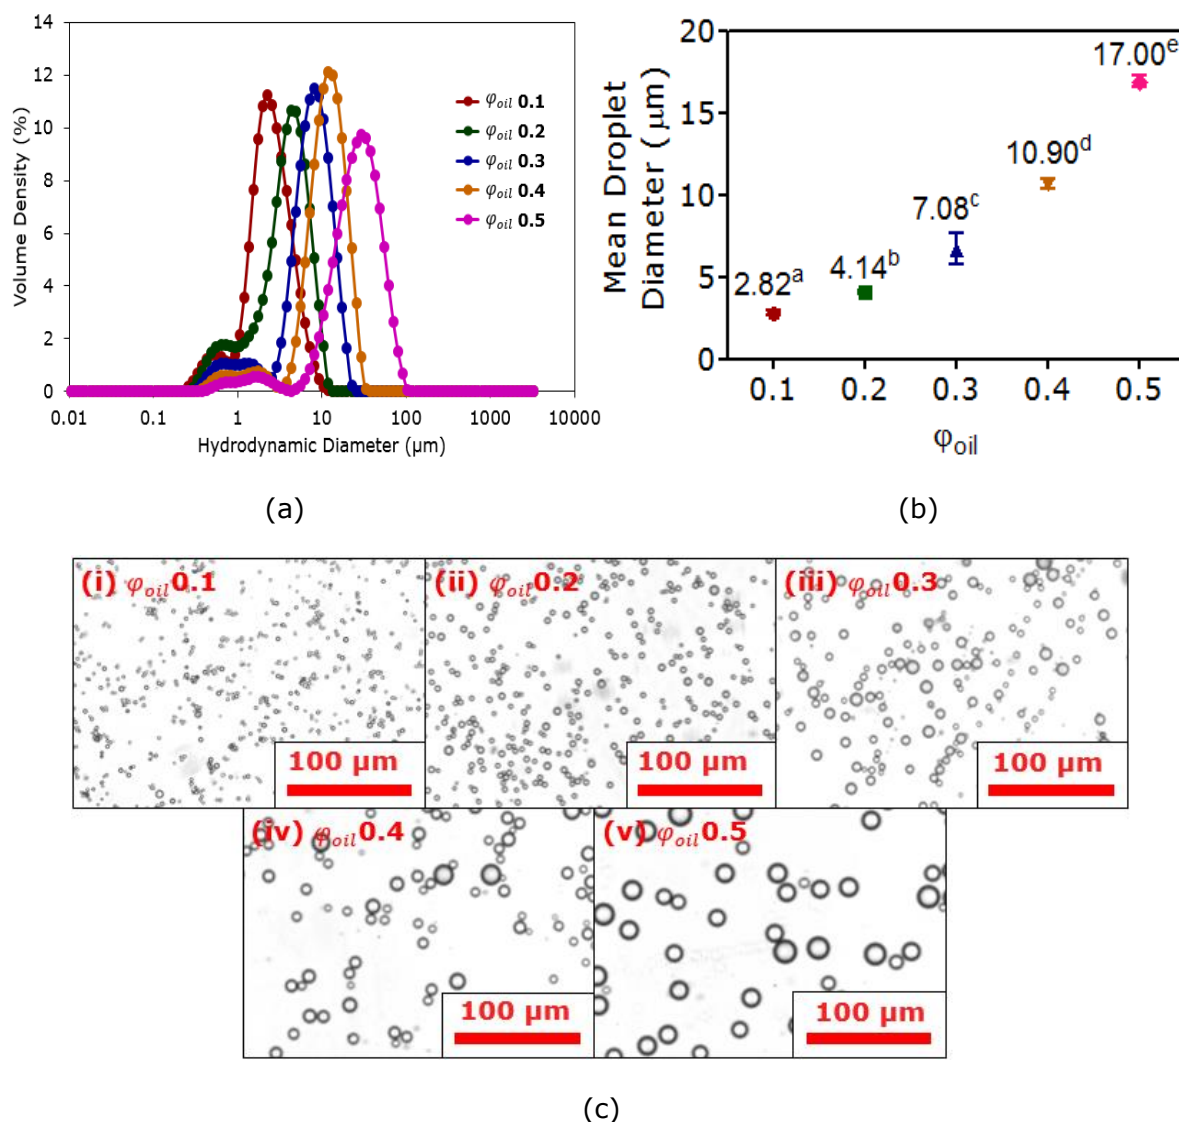 14
12
10
8
6
4
2
0
Volume Density (%)
φoil 0.1
φoil 0.2
φoil 0.3
φoil 0.4
φoil 0.5
0.01 0.1 1 10 100 1000 10000
Hydrodynamic Diameter (µm)
(a)
20
15
10
5
0
Mean Droplet
Diameter ( µm)
2.82a
4.14b
7.08c
10.90d
17.00e
0.1 0.2 0.3 0.4 0.5
φoil
(b)
(i) φoil 0.1
100 µm
(ii) φoil 0.2
100 µm
(iii) φoil 0.3
100 µm
(iv) φoil 0.4
100 µm
(v) φoil 0.5
100 µm
(c)